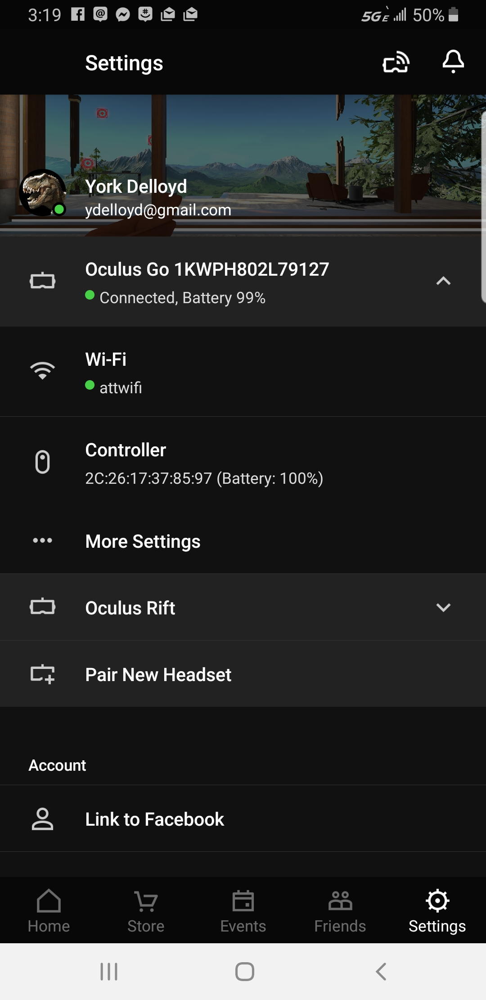 3:19
5GE 50%
Settings
York Delloyd
ydelloyd@gmail.com
Oculus Go 1KWPH802L79127
Connected, Battery 99%
Wi-Fi
attwifi
Controller
2C:26:17:37:85:97 (Battery: 100%)
More Settings
Oculus Rift
Pair New Headset
Account
Link to Facebook
Home Store Events Friends Settings